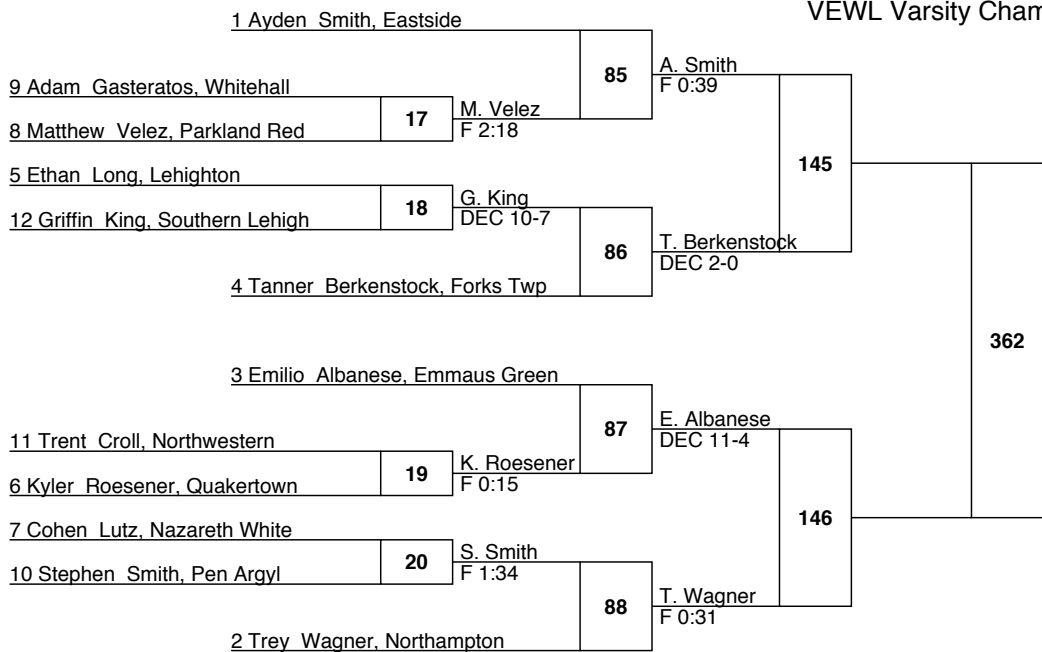 VEWL Varsity Cham
1 Ayden Smith, Eastside
85
A. Smith
F 0:39
9 Adam Gasteratos, Whitehall
17
M. Velez
F 2:18
8 Matthew Velez, Parkland Red
145
5 Ethan Long, Lehighton
18
G. King
DEC 10-7
12 Griffin King, Southern Lehigh
86
T. Berkenstock
DEC 2-0
4 Tanner Berkenstock, Forks Twp
362
3 Emilio Albanese, Emmaus Green
87
E. Albanese
DEC 11-4
11 Trent Croll, Northwestern
19
K. Roesener
F 0:15
6 Kyler Roesener, Quakertown
146
7 Cohen Lutz, Nazareth White
20
S. Smith
F 1:34
10 Stephen Smith, Pen Argyl
88
T. Wagner
F 0:31
2 Trey Wagner, Northampton